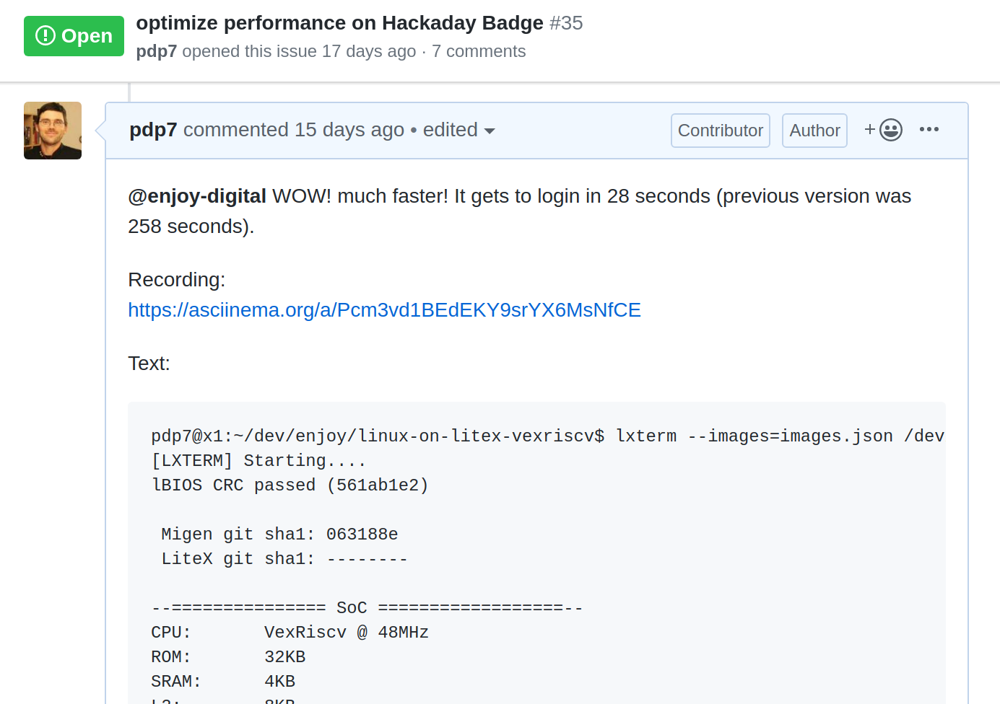 Open
optimize performance on Hackaday Badge #35
pdp7 opened this issue 17 days ago · 7 comments
pdp7 commented 15 days ago • edited
Contributor
Author
@enjoy-digital WOW! much faster! It gets to login in 28 seconds (previous version was
258 seconds).
Recording:
https://asciinema.org/a/Pcm3vd1BEdEKY9srYX6MsNfCE
Text:
pdp7@x1:~/dev/enjoy/linux-on-litex-vexriscv$ lxterm --images=images.json /dev
[LXTERM] Starting....
lBIOS CRC passed (561ab1e2)
Migen git sha1: 063188e
LiteX git sha1: --------
--=============== SoC ==================--
CPU: VexRiscv @ 48MHz
ROM: 32KB
SRAM: 4KB
L2: 8KB